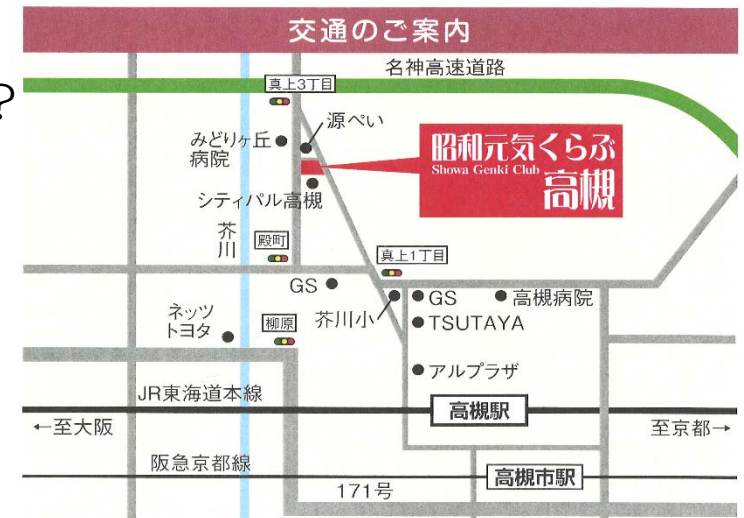 交通のご案内
?
名神高速道路
真上3丁目
源ぺい
みどりヶ丘
病院
昭和元気くらぶ
Showa Genki Club
高槻
シティパル高槻
芥川
殿町
真上1丁目
GS
芥川小
GS
高槻病院
ネッツ
トヨタ
柳原
TSUTAYA
アルプラザ
JR東海道本線
高槻駅
←至大阪
至京都→
阪急京都線
高槻市駅
171号